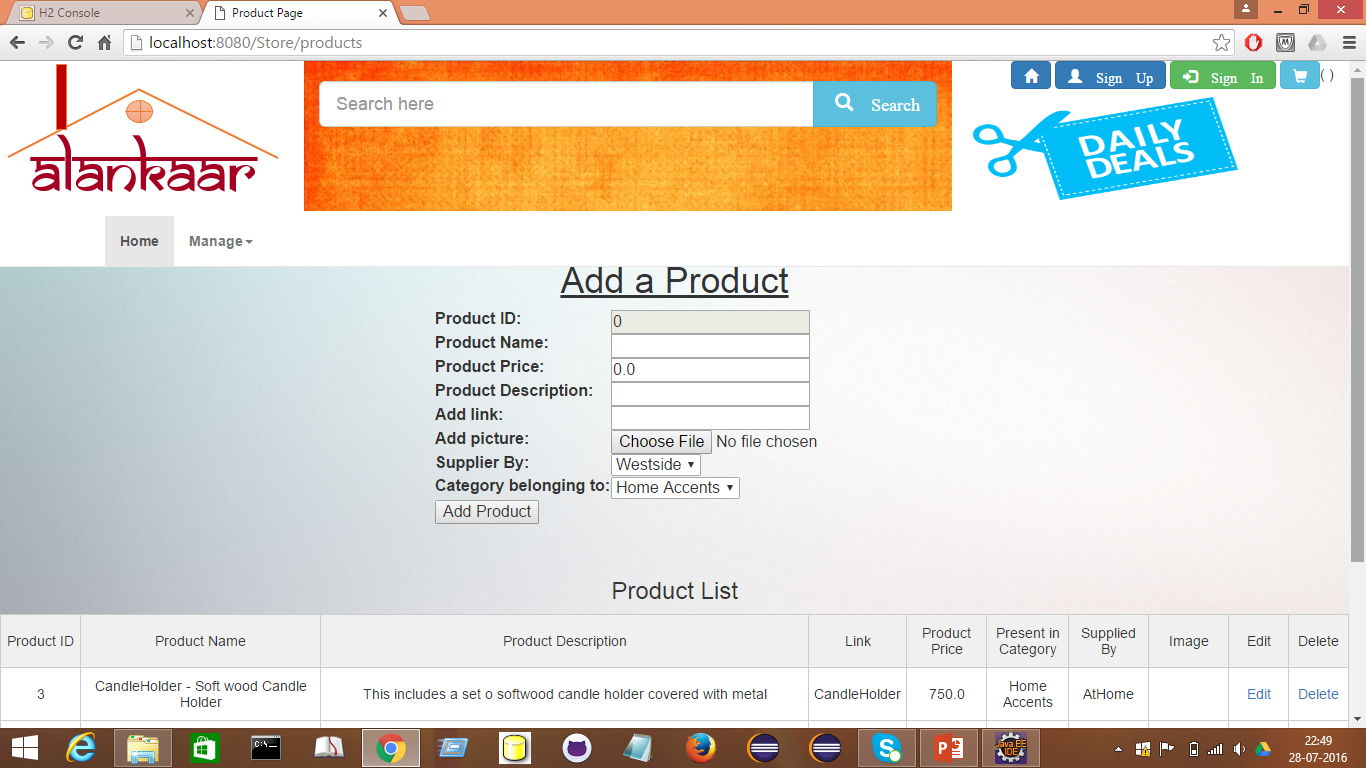 H2 Console
Product Page
localhost:8080/Store/products
alankaar
Search here
Search
Sign Up
Sign In
( )
DAILY
DEALS
Home
Manage
Add a Product
Product ID:
0
Product Name:
Product Price:
0.0
Product Description:
Add link:
Add picture:
Choose File No file chosen
Supplier By:
Westside
Category belonging to:
Home Accents
Add Product
Product List
Product ID
Product Name
Product Description
Link
Product
Price
Present in
Category
Supplied
By
Image
Edit
Delete
3
CandleHolder - Soft wood Candle
Holder
This includes a set o softwood candle holder covered with metal
CandleHolder
750.0
Home
Accents
AtHome
Edit
Delete
C:\_
Java EE
IDE
22:49
28-07-2016